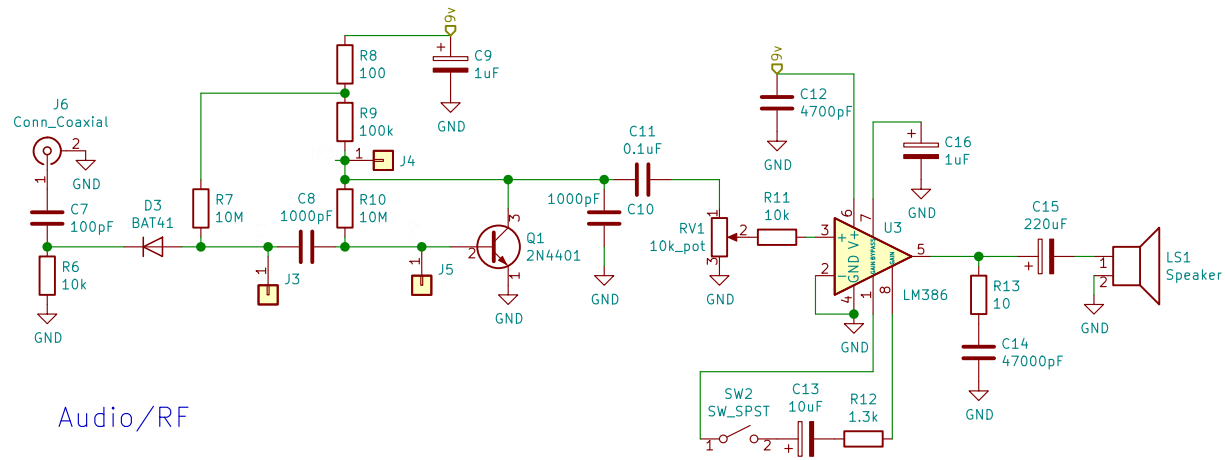 9v
R8
100
C9
1uF
GND
J6
Conn_Coaxial
2
GND
1
R9
100k
1
J4
C7
100pF
D3
BAT41
R7
10M
C8
1000pF
R10
10M
R6
10k
GND
1
J3
1
J5
2
3
1
Q1
2N4401
GND
1000pF
C10
GND
C11
0.1uF
RV1
10k_pot
1
2
3
GND
R11
10k
9v
C12
4700pF
GND
C16
1uF
GND
6
7
U3
3
2
+
-
V+
GND
BYPASS
GAIN
GAIN
4
1
8
5
LM386
GND
C15
220uF
1
2
LS1
Speaker
GND
R13
10
C14
47000pF
GND
SW2
SW_SPST
1
2
C13
10uF
R12
1.3k
Audio/RF